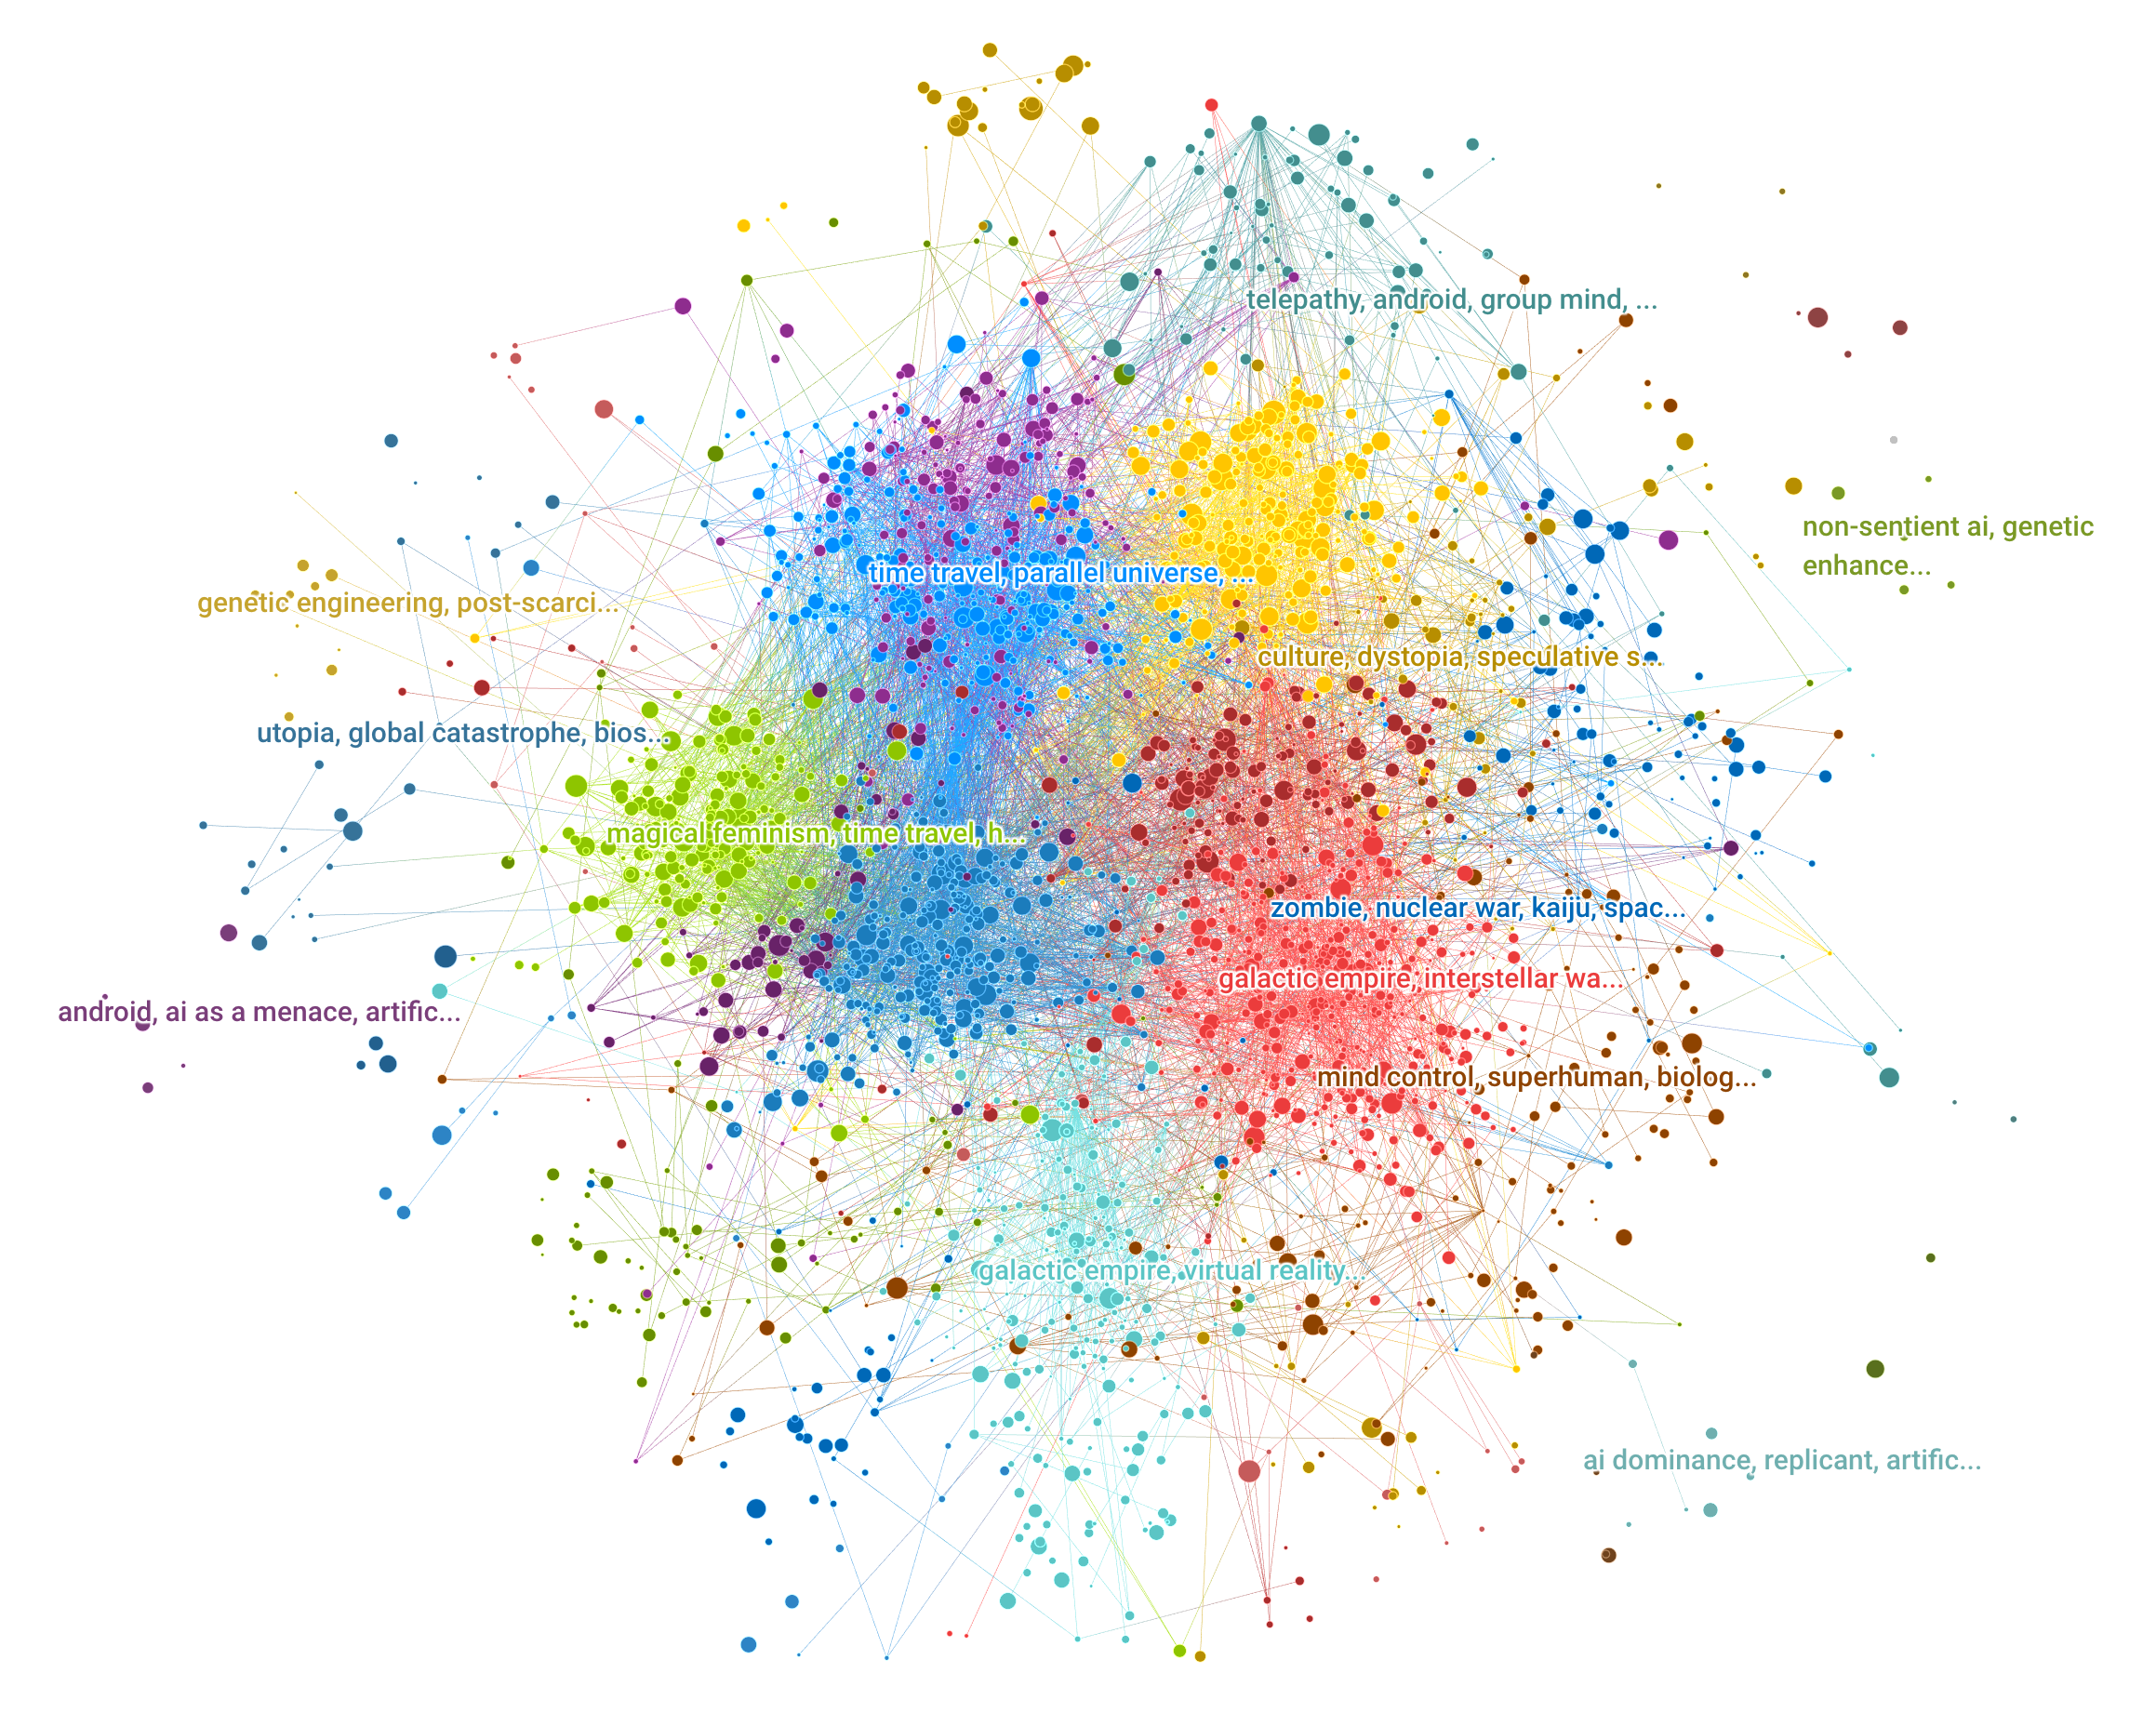 telepathy, android, group mind, ...
non-sentient ai, genetic
enhance...
time travel, parallel universe, ...
genetic engineering, post-scarci...
culture, dystopia, speculative s...
utopia, global catastrophe, bios...
magical feminism, time travel, h...
zombie, nuclear war, kaiju, spac...
galactic empire, interstellar wa...
android, ai as a menace, artific...
mind control, superhuman, biolog...
galactic empire, virtual reality...
ai dominance, replicant, artific...